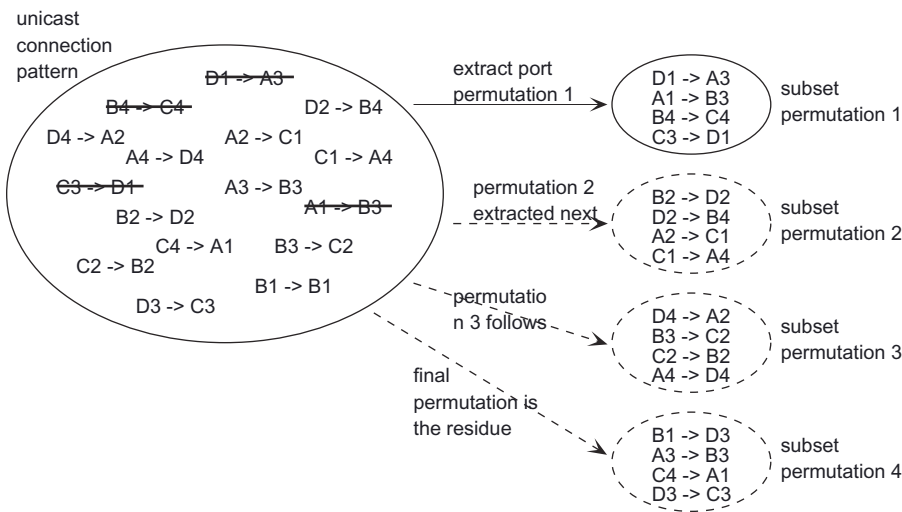 unicast
connection
pattern
D1 -> A3
B4 -> C4
D2 -> B4
D4 -> A2
A2 -> C1
A4 -> D4
C1 -> A4
C3 -> D1
A3 -> B3
A1 -> B3
B2 -> D2
C4 -> A1
B3 -> C2
C2 -> B2
B1 -> B1
D3 -> C3
extract port
permutation 1
D1 -> A3
A1 -> B3
B4 -> C4
C3 -> D1
subset
permutation 1
permutation 2
extracted next
B2 -> D2
D2 -> B4
A2 -> C1
C1 -> A4
subset
permutation 2
permutatio
n 3 follows
D4 -> A2
B3 -> C2
C2 -> B2
A4 -> D4
subset
permutation 3
final
permutation is
the residue
B1 -> D3
A3 -> B3
C4 -> A1
D3 -> C3
subset
permutation 4